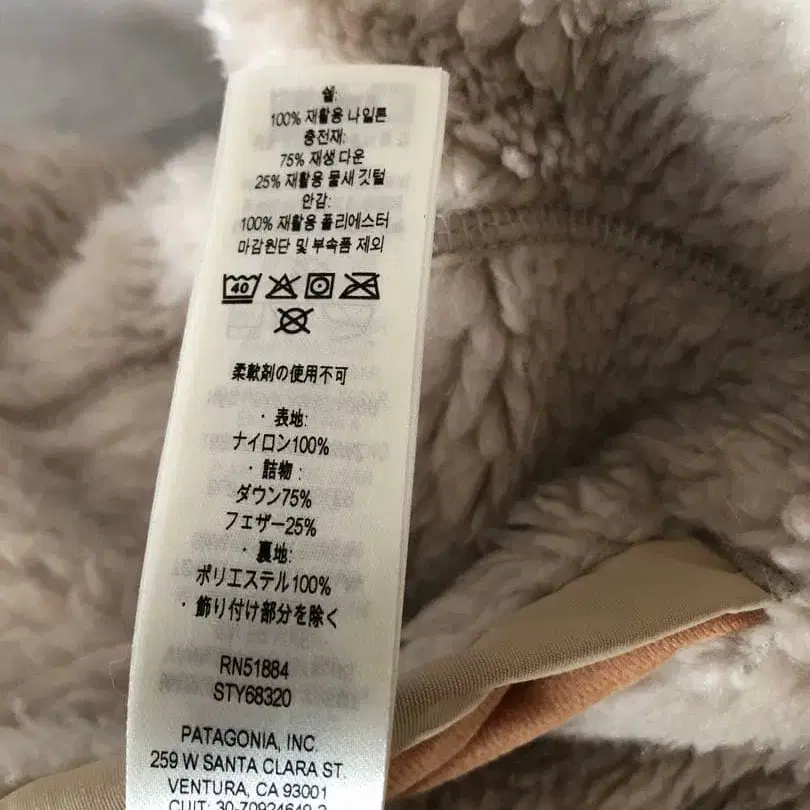 쉘:
100% 재활용 나일론
충전재:
75% 재생 다운
25% 재활용 물새 깃털
안감:
100% 재활용 폴리에스터
마감원단 및 부속품 제외
40
柔軟剤の使用不可
・表地:
ナイロン100%
・詰物:
ダウン75%
フェザー25%
・裏地:
ポリエステル100%
・飾り付け部分を除く
RN51884
STY68320
PATAGONIA, INC.
259 W SANTA CLARA ST.
VENTURA, CA 93001
CUIT: 30-70924649-2